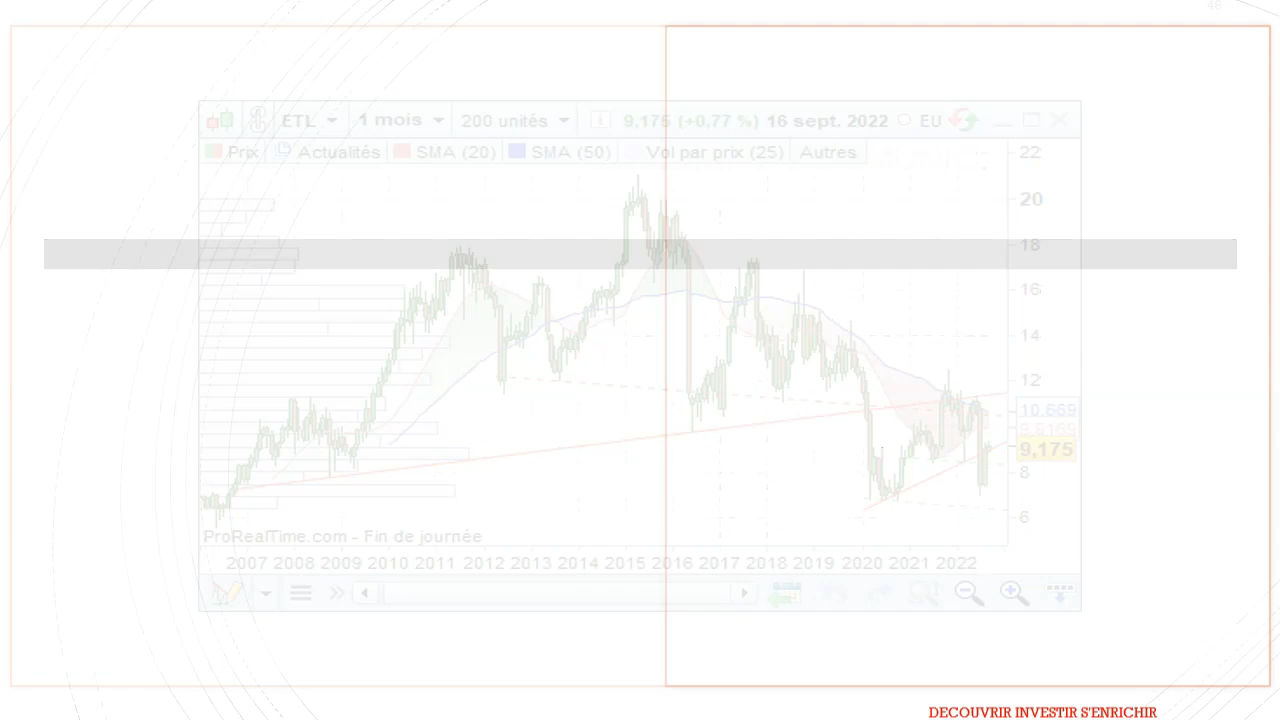 46
ETL 1 mois 200 unités 9,175 (+0,77 %) 16 sept. 2022 EU
Prix Actualités SMA (20) SMA (50) Vol par prix (25) Autres
22
20
18
16
14
12
10,669
9,175
8
6
ProRealTime.com - Fin de journée
2007 2008 2009 2010 2011 2012 2013 2014 2015 2016 2017 2018 2019 2020 2021 2022
DECOUVRIR INVESTIR S'ENRICHIR